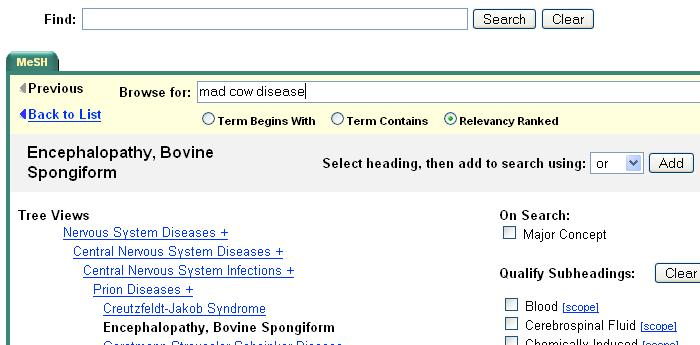 Find: Search Clear
MeSH
Previous Browse for: mad cow disease
Back to List Term Begins With Term Contains Relevancy Ranked
Encephalopathy, Bovine
Spongiform
Select heading, then add to search using: or Add
Tree Views
Nervous System Diseases +
Central Nervous System Diseases +
Central Nervous System Infections +
Prion Diseases +
Creutzfeldt-Jakob Syndrome
Encephalopathy, Bovine Spongiform
On Search:
Major Concept
Qualify Subheadings: Clear
Blood [scope]
Cerebrospinal Fluid [scope]
Chemically Induced [scope]